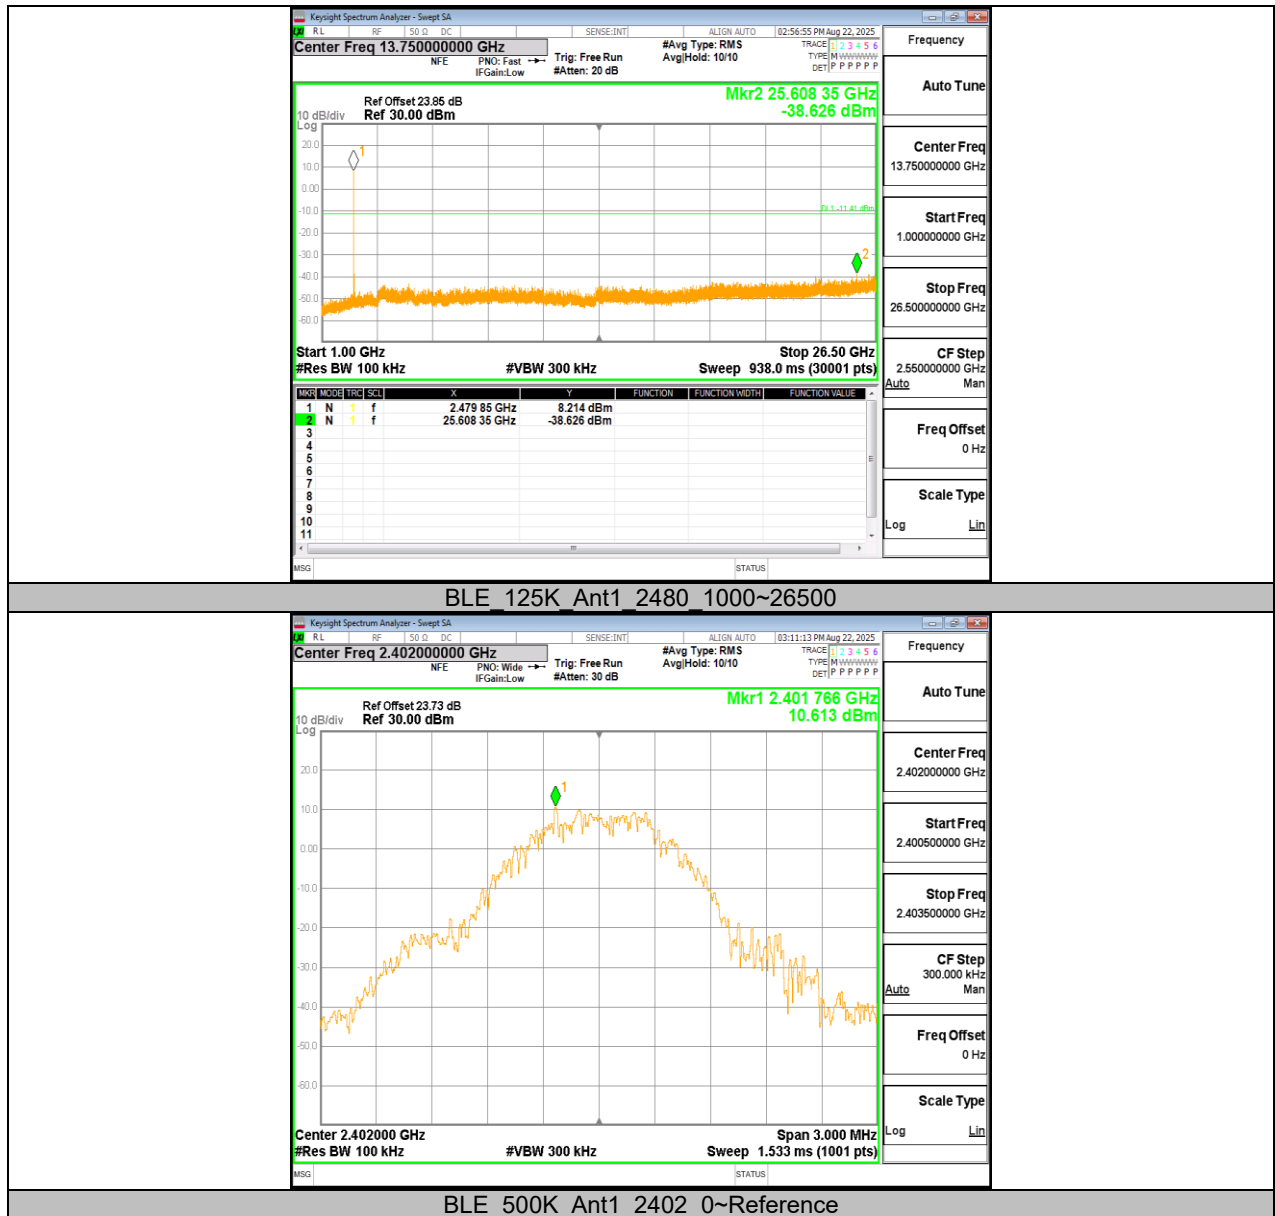 Keysight Spectrum Analyzer - Swept SA
LXI RL RF 50 Ω DC SENSE:INT ALIGN AUTO 02:56:55 PM Aug 22, 2025
Center Freq 13.750000000 GHz
NFE PNO: Fast IFGain:Low
Trig: Free Run
#Atten: 20 dB
#Avg Type: RMS
Avg|Hold: 10/10
TRACE 1 2 3 4 5 6
TYPE M WWWWW
DET P P P P P P
Frequency
Auto Tune
Center Freq
13.750000000 GHz
Start Freq
1.000000000 GHz
Stop Freq
26.500000000 GHz
CF Step
2.550000000 GHz
Auto Man
Freq Offset
0 Hz
Scale Type
Log Lin
Mkr2 25.608 35 GHz
-38.626 dBm
Ref Offset 23.85 dB
10 dB/div Ref 30.00 dBm
Log
20.0
1
10.0
0.00
-10.0
DL1 -11.41 dBm
-20.0
-30.0
2
-40.0
-50.0
-60.0
Start 1.00 GHz Stop 26.50 GHz
#Res BW 100 kHz #VBW 300 kHz Sweep 938.0 ms (30001 pts)
MKR MODE TRC SCL X Y FUNCTION FUNCTION WIDTH FUNCTION VALUE
1 N 1 f 2.479 85 GHz 8.214 dBm
2 N 1 f 25.608 35 GHz -38.626 dBm
3
4
5
6
7
8
9
10
11
MSG STATUS
BLE_125K_Ant1_2480_1000~26500
Keysight Spectrum Analyzer - Swept SA
LXI RL RF 50 Ω DC SENSE:INT ALIGN AUTO 03:11:13 PM Aug 22, 2025
Center Freq 2.402000000 GHz
NFE PNO: Wide IFGain:Low
Trig: Free Run
#Atten: 30 dB
#Avg Type: RMS
Avg|Hold: 10/10
TRACE 1 2 3 4 5 6
TYPE M WWWWW
DET P P P P P P
Frequency
Auto Tune
Center Freq
2.402000000 GHz
Start Freq
2.400500000 GHz
Stop Freq
2.403500000 GHz
CF Step
300.000 kHz
Auto Man
Freq Offset
0 Hz
Scale Type
Log Lin
Mkr1 2.401 766 GHz
10.613 dBm
Ref Offset 23.73 dB
10 dB/div Ref 30.00 dBm
Log
20.0
1
10.0
0.00
-10.0
-20.0
-30.0
-40.0
-50.0
-60.0
Center 2.402000 GHz Span 3.000 MHz
#Res BW 100 kHz #VBW 300 kHz Sweep 1.533 ms (1001 pts)
MSG STATUS
BLE_500K_Ant1_2402_0~Reference